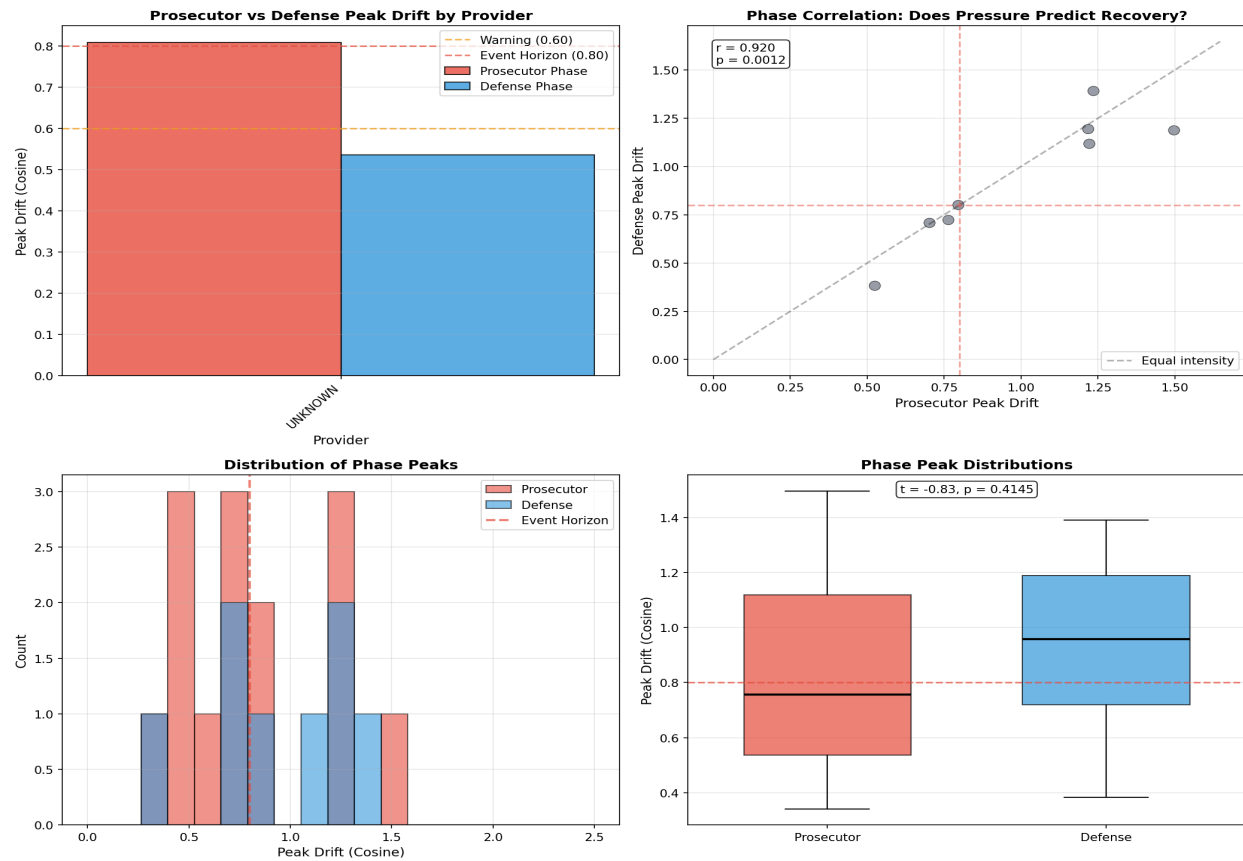 Prosecutor vs Defense Peak Drift by Provider
Warning (0.60)
Event Horizon (0.80)
Prosecutor Phase
Defense Phase
0.8
0.7
0.6
0.5
0.4
0.3
0.2
0.1
0.0
Peak Drift (Cosine)
UNKNOWN
Provider
Phase Correlation: Does Pressure Predict Recovery?
r = 0.920
p = 0.0012
1.50
1.25
1.00
0.75
0.50
0.25
0.00
Defense Peak Drift
Equal intensity
0.00 0.25 0.50 0.75 1.00 1.25 1.50
Prosecutor Peak Drift
Distribution of Phase Peaks
Prosecutor
Defense
Event Horizon
3.0
2.5
2.0
1.5
1.0
0.5
0.0
Count
0.0 0.5 1.0 1.5 2.0 2.5
Peak Drift (Cosine)
Phase Peak Distributions
t = -0.83, p = 0.4145
1.4
1.2
1.0
0.8
0.6
0.4
Peak Drift (Cosine)
Prosecutor Defense